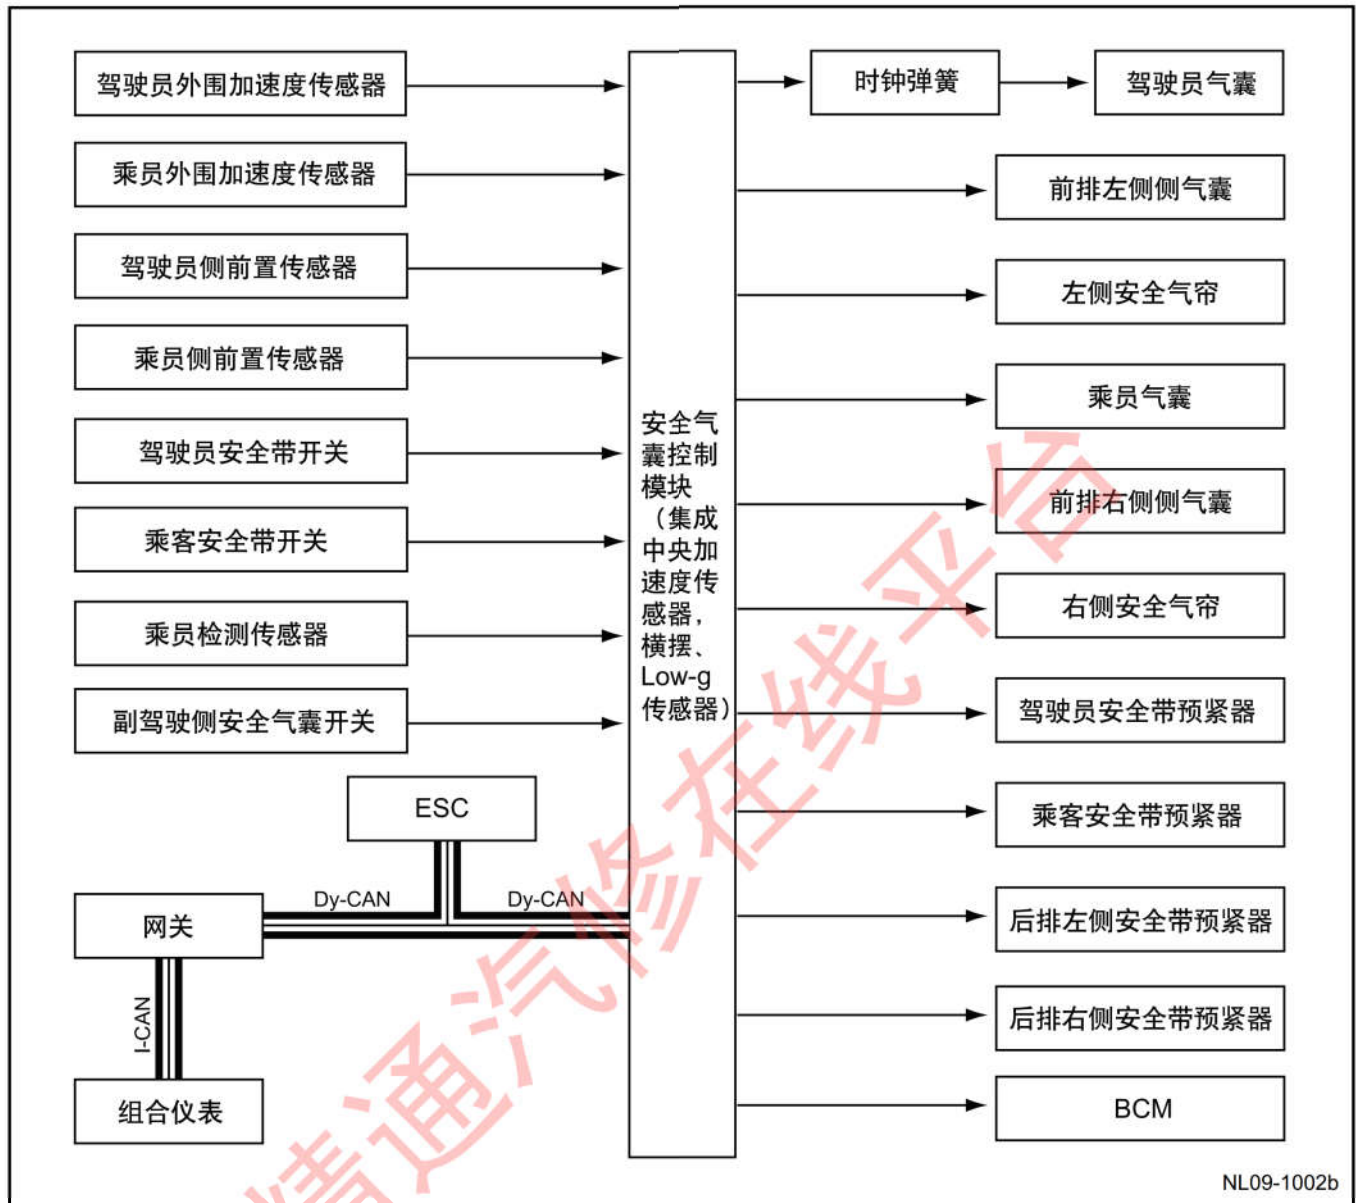 驾驶员外围加速度传感器
乘员外围加速度传感器
驾驶员侧前置传感器
乘员侧前置传感器
驾驶员安全带开关
乘客安全带开关
乘员检测传感器
副驾驶侧安全气囊开关
ESC
Dy-CAN
Dy-CAN
网关
I-CAN
组合仪表
安全气
囊控制
模块
（集成
中央加
速度传
感器，
横摆、
Low-g
传感器）
时钟弹簧
驾驶员气囊
前排左侧侧气囊
左侧安全气帘
乘员气囊
前排右侧侧气囊
右侧安全气帘
驾驶员安全带预紧器
乘客安全带预紧器
后排左侧安全带预紧器
后排右侧安全带预紧器
BCM
NL09-1002b
精通汽修在线平台